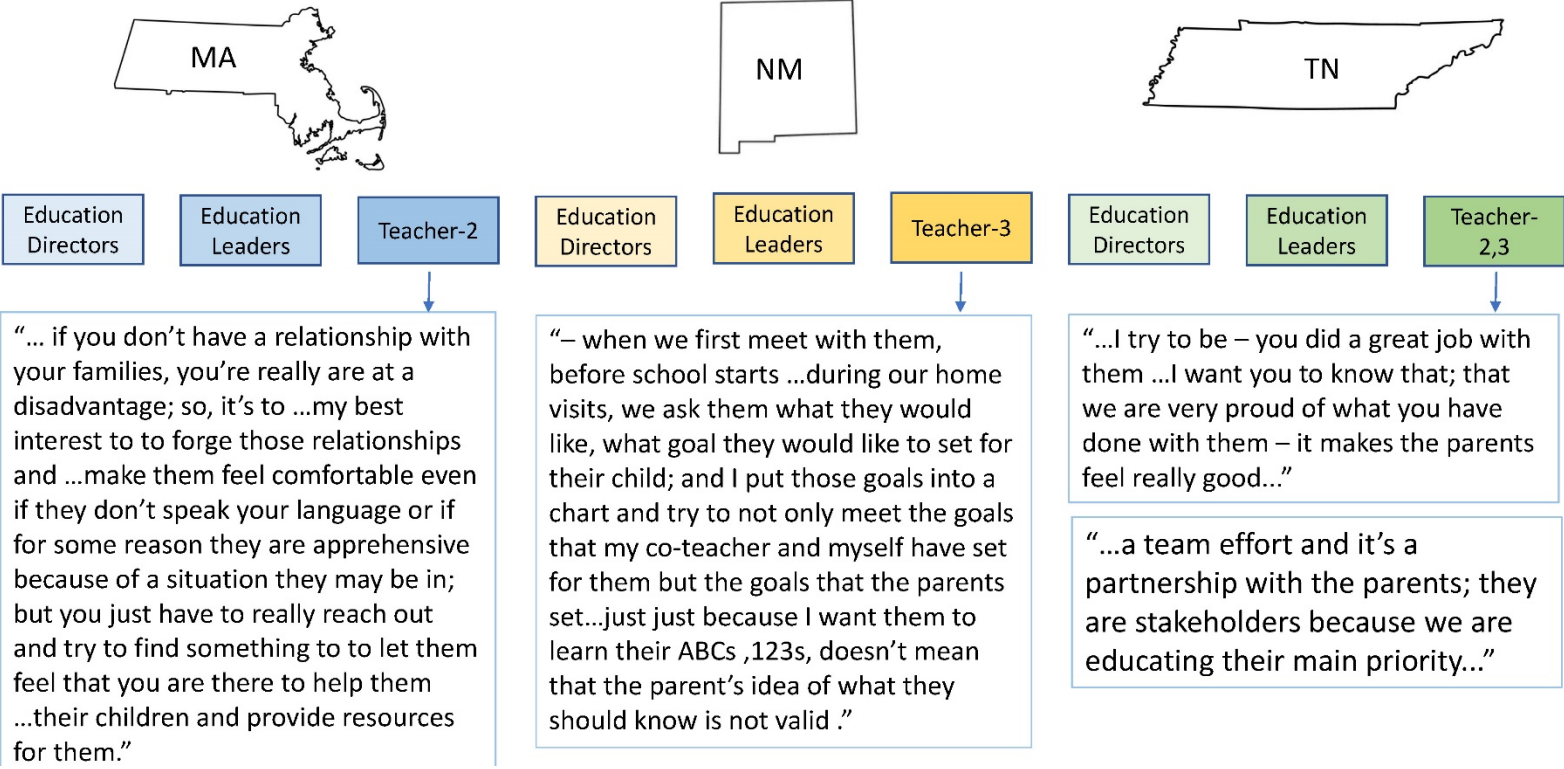 MA
NM
TN
Education
Directors
Education
Leaders
Teacher-2
Education
Directors
Education
Leaders
Teacher-3
Education
Directors
Education
Leaders
Teacher-
2,3
“... if you don’t have a relationship with
your families, you’re really are at a
disadvantage; so, it’s to ...my best
interest to to forge those relationships
and ...make them feel comfortable even
if they don’t speak your language or if
for some reason they are apprehensive
because of a situation they may be in;
but you just have to really reach out
and try to find something to to let them
feel that you are there to help them
...their children and provide resources
for them.”
“– when we first meet with them,
before school starts ...during our home
visits, we ask them what they would
like, what goal they would like to set for
their child; and I put those goals into a
chart and try to not only meet the goals
that my co-teacher and myself have set
for them but the goals that the parents
set...just just because I want them to
learn their ABCs ,123s, doesn’t mean
that the parent’s idea of what they
should know is not valid .”
“...I try to be – you did a great job with
them ...I want you to know that; that
we are very proud of what you have
done with them – it makes the parents
feel really good...”
“...a team effort and it’s a
partnership with the parents; they
are stakeholders because we are
educating their main priority...”